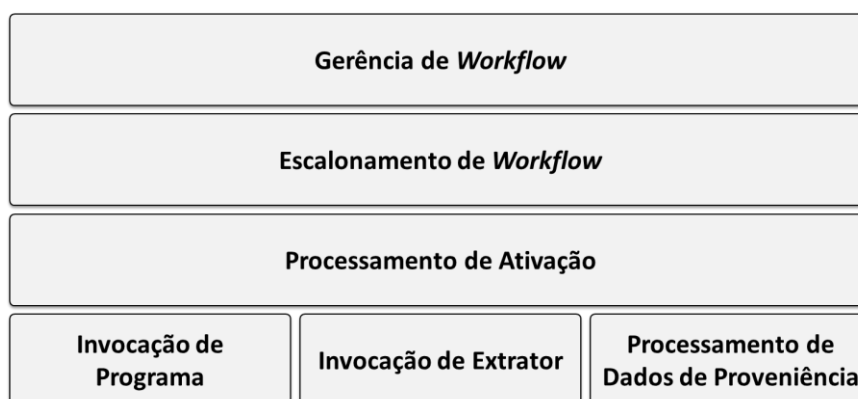 Gerência de Workflow
Escalonamento de Workflow
Processamento de Ativação
Invocação de
Programa
Invocação de Extrator
Processamento de
Dados de Proveniência